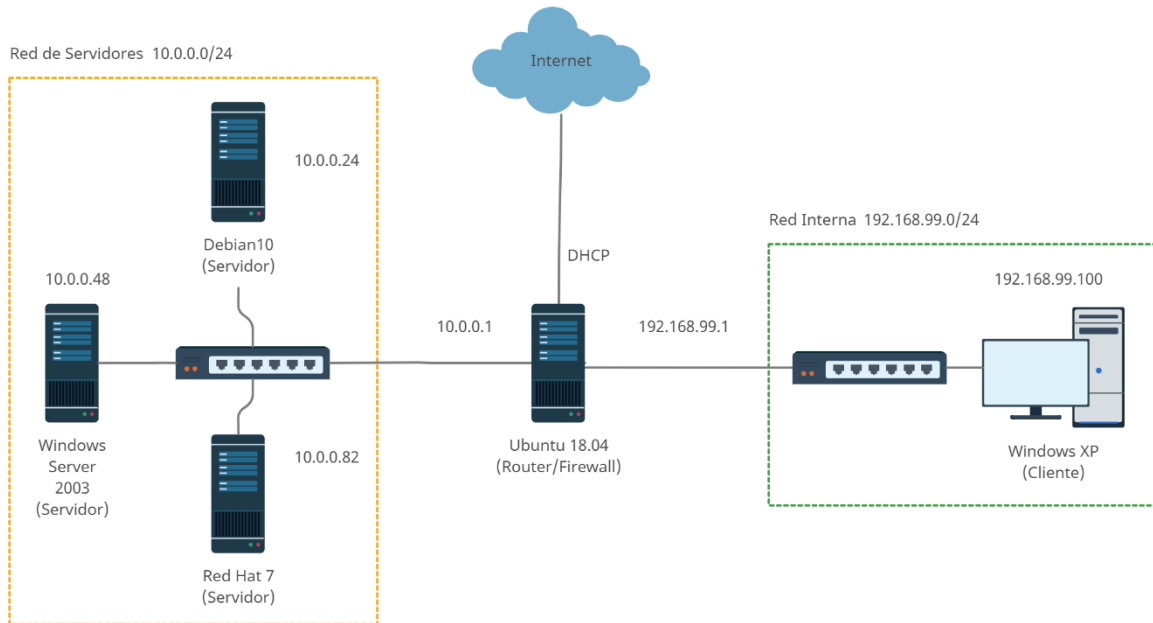 Internet
Red de Servidores 10.0.0.0/24
10.0.0.24
Debian10
(Servidor)
10.0.0.48
Windows
Server
2003
(Servidor)
10.0.0.82
Red Hat 7
(Servidor)
DHCP
10.0.0.1
192.168.99.1
Ubuntu 18.04
(Router/Firewall)
Red Interna 192.168.99.0/24
192.168.99.100
Windows XP
(Cliente)